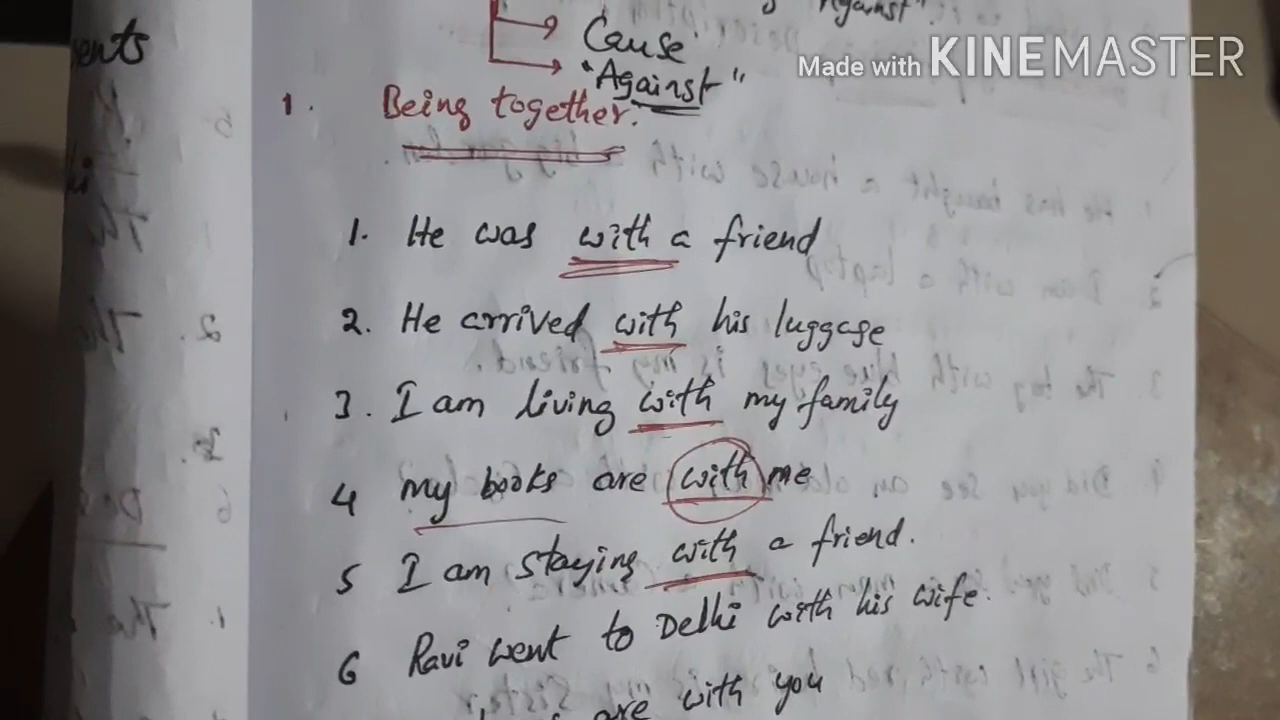 "Against".
Made with KINEMASTER
Cause
"Against"
ents
1. Being together.
1. He was with a friend
2. He arrived with his luggage
3. I am living with my family
4 my books are with me
5 I am staying with a friend.
6 Ravi went to Delhi with his wife.
are with you